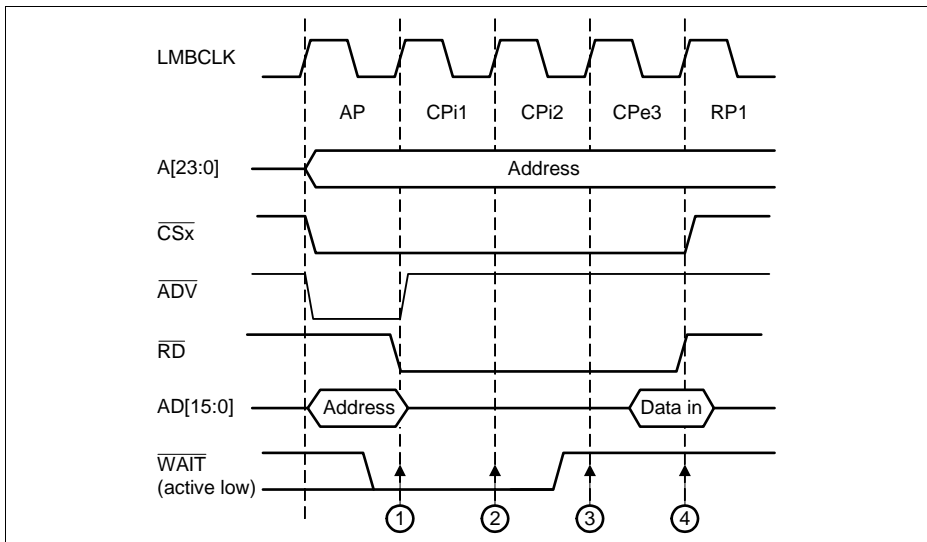 LMBCLK
AP CPi1 CPi2 CPe3 RP1
A[23:0] Address
CSx
ADV
RD
AD[15:0] Address Data in
WAIT
(active low)
1 2 3 4